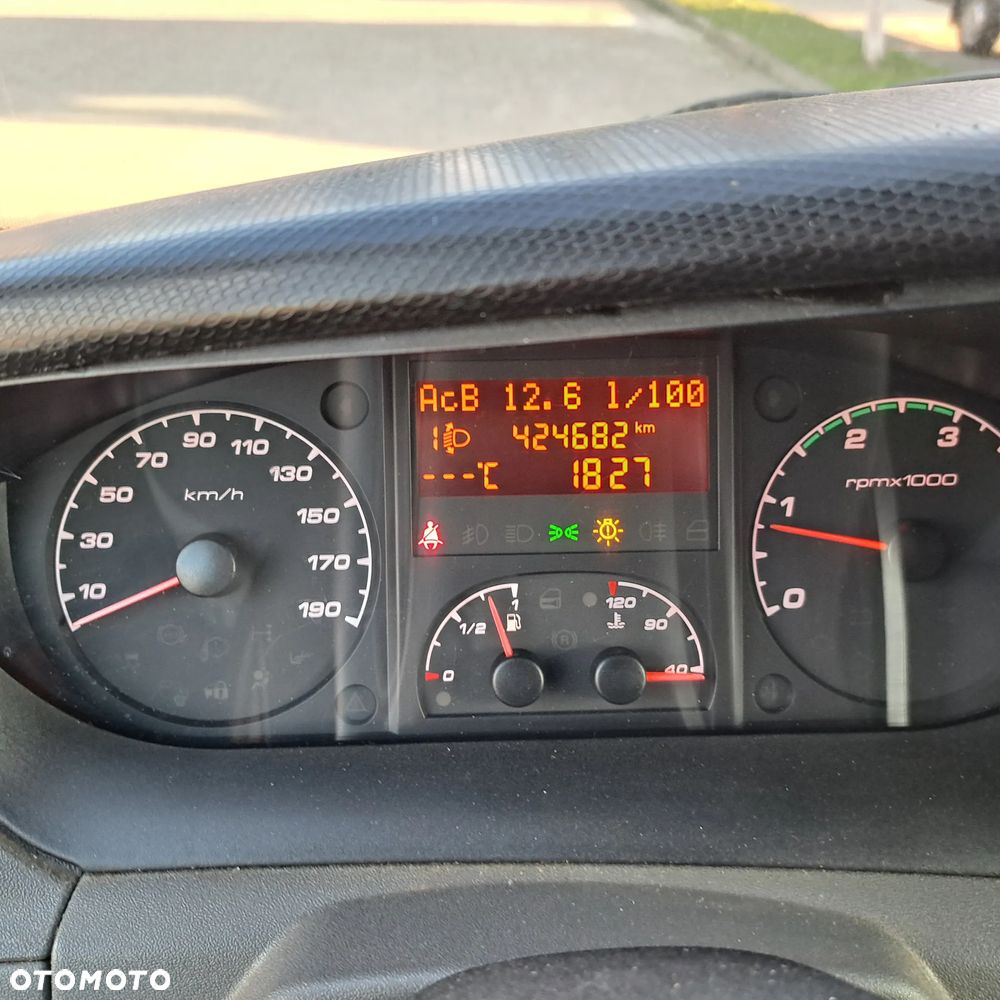 AcB 12.6 l/100
1 424682 km
---°C 1827
10 30 50 70 90 110 130 150 170 190
km/h
0 1 2 3
rpmx1000
0 1/2 1
120 90 40
OTOMOTO